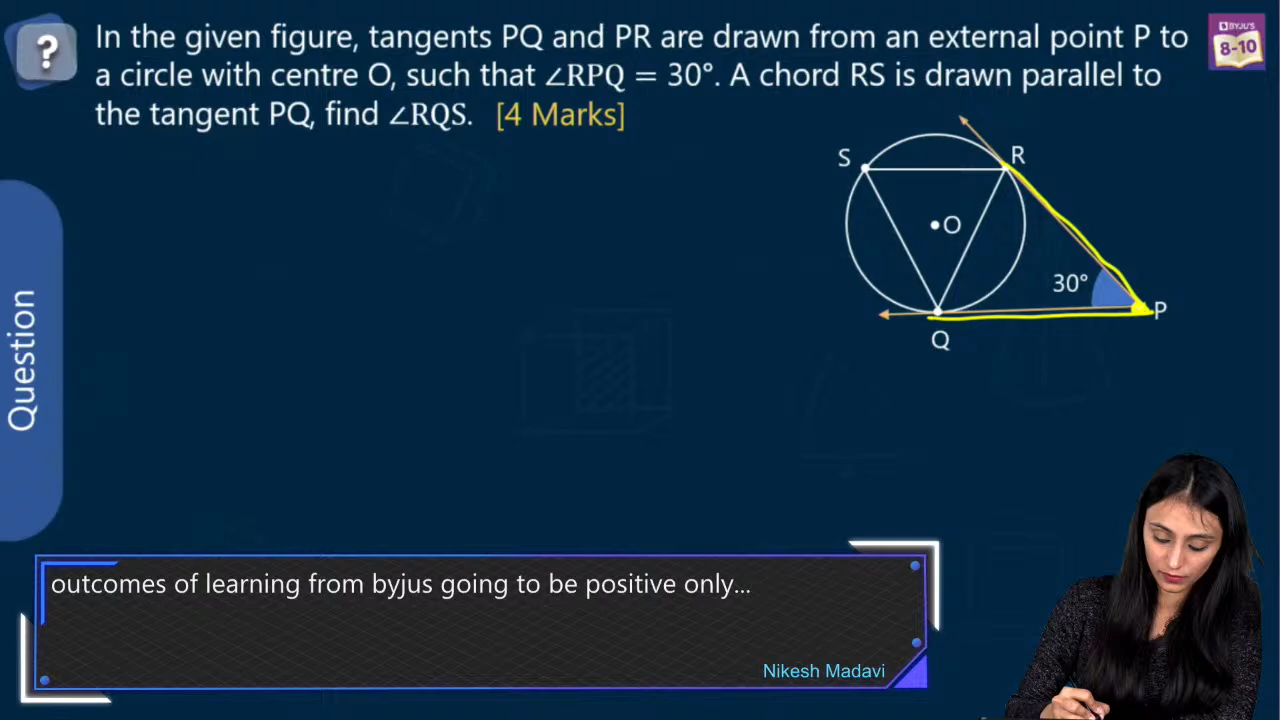 ?
In the given figure, tangents PQ and PR are drawn from an external point P to
a circle with centre O, such that ∠RPQ = 30°. A chord RS is drawn parallel to
the tangent PQ, find ∠RQS. [4 Marks]
BYJU'S
8-10
S
R
O
30°
P
Q
Question
outcomes of learning from byjus going to be positive only...
Nikesh Madavi